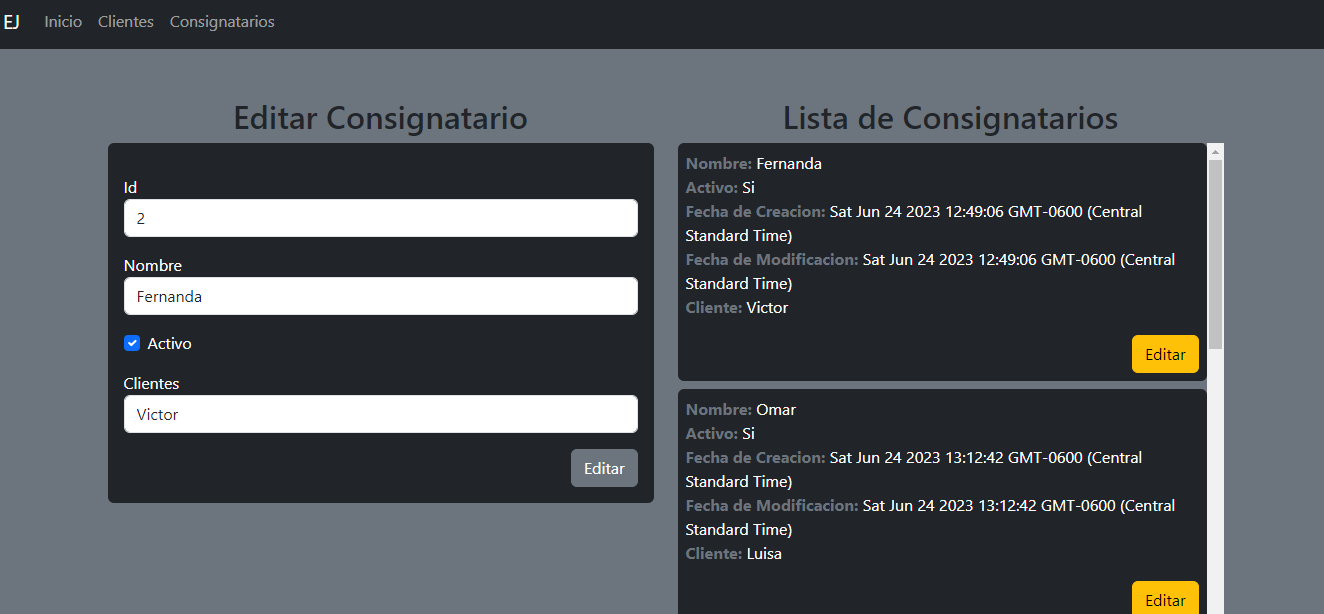 EJ Inicio Clientes Consignatarios
Editar Consignatario
Id
2
Nombre
Fernanda
Activo
Clientes
Victor
Editar
Lista de Consignatarios
Nombre: Fernanda
Activo: Si
Fecha de Creacion: Sat Jun 24 2023 12:49:06 GMT-0600 (Central
Standard Time)
Fecha de Modificacion: Sat Jun 24 2023 12:49:06 GMT-0600 (Central
Standard Time)
Cliente: Victor
Editar
Nombre: Omar
Activo: Si
Fecha de Creacion: Sat Jun 24 2023 13:12:42 GMT-0600 (Central
Standard Time)
Fecha de Modificacion: Sat Jun 24 2023 13:12:42 GMT-0600 (Central
Standard Time)
Cliente: Luisa
Editar